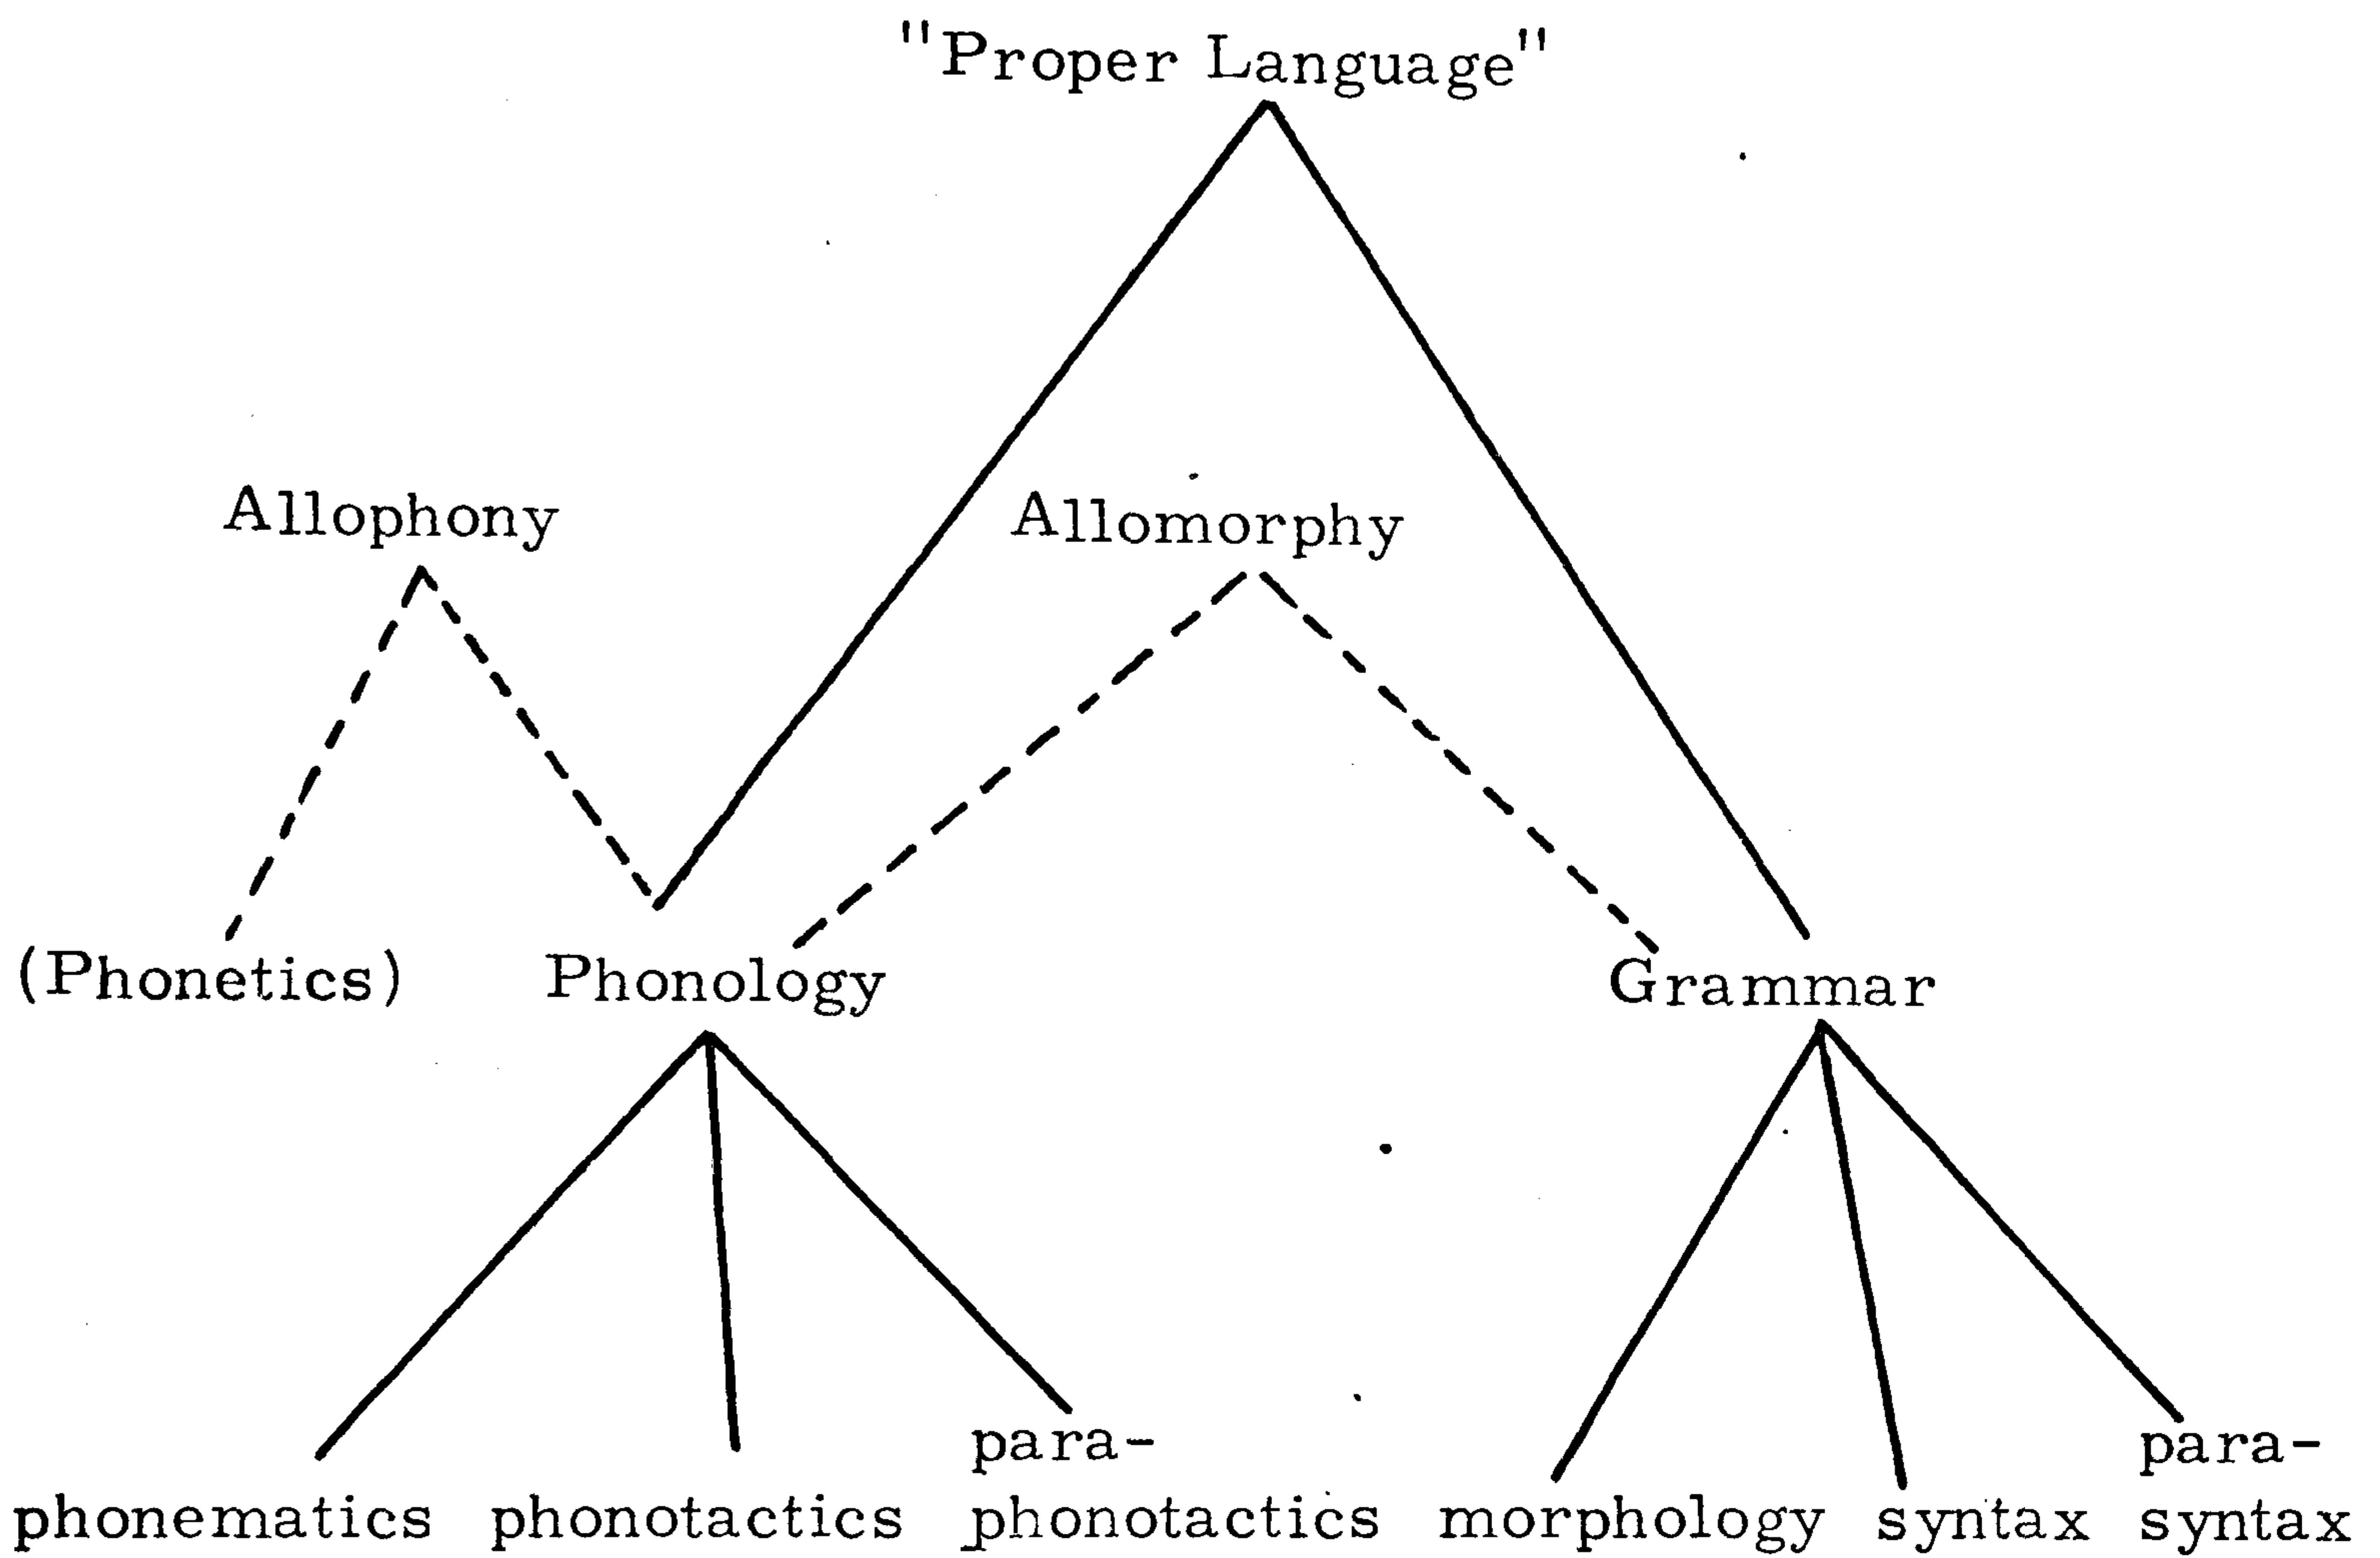 "Proper Language"
Allophony Allomorphy
(Phonetics) Phonology Grammar
para- para-
phonematics phonotactics phonotactics morphology syntax syntax